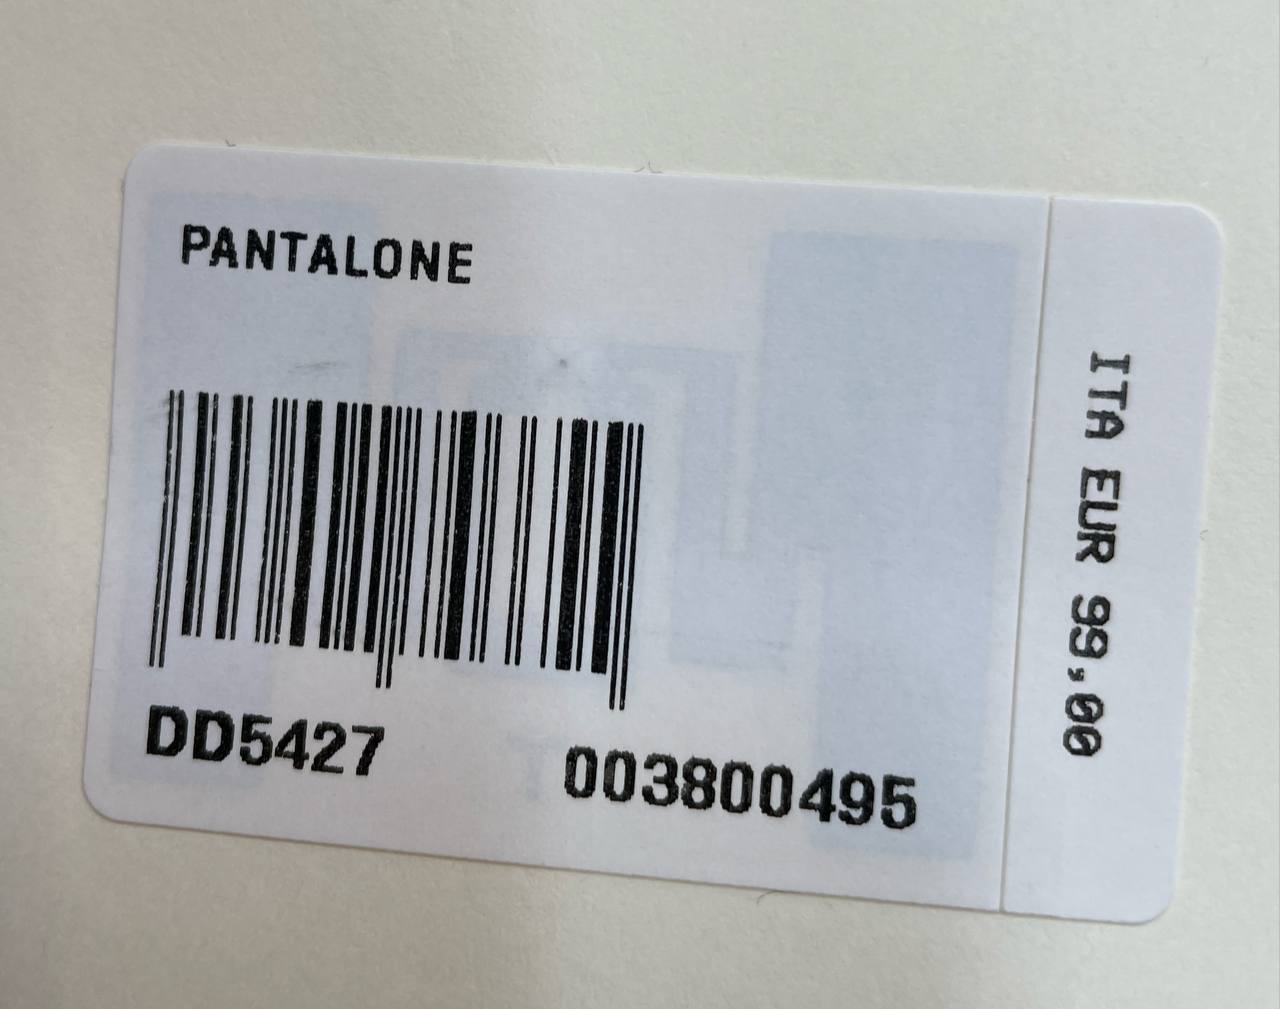 PANTALONE
DD5427 003800495
ITA EUR 99,00